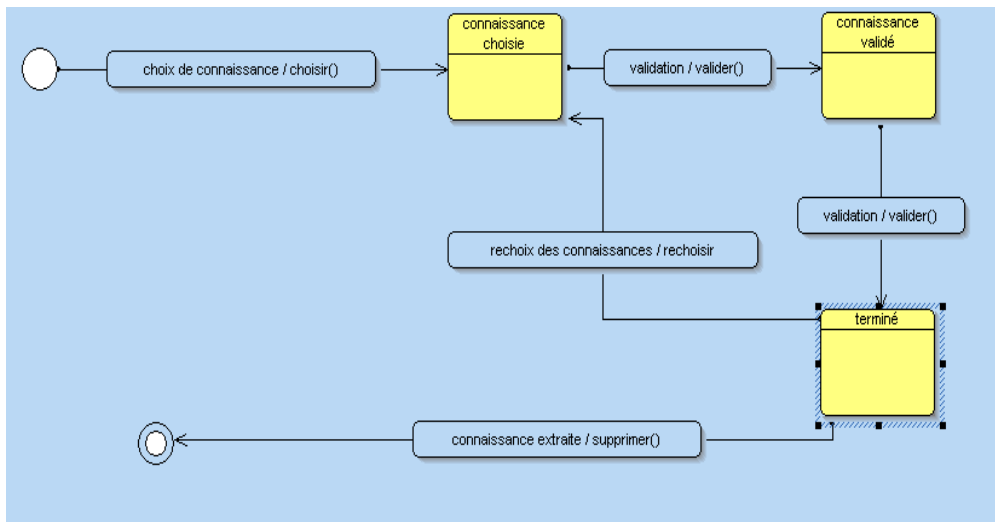 connaissance
choisie
connaissance
validé
choix de connaissance / choisir()
validation / valider()
validation / valider()
rechoix des connaissances / rechoisir
terminé
connaissance extraite / supprimer()